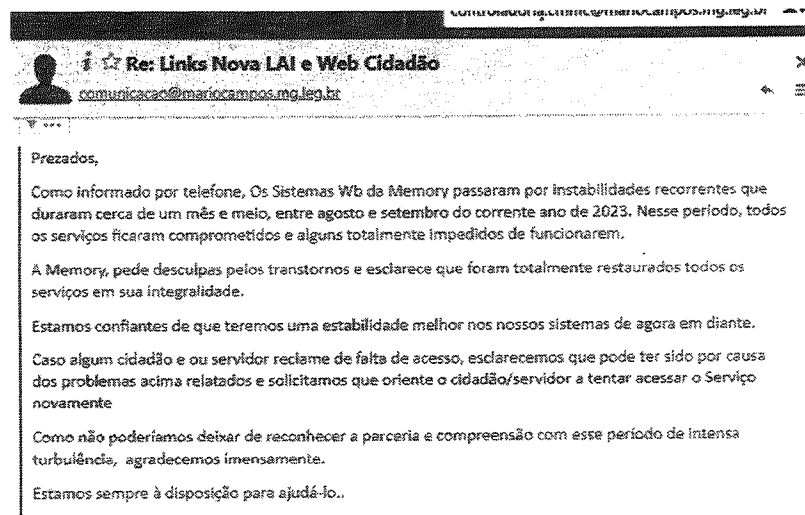 controladoria.cmmc@mariocampos.mg.leg.br
Re: Links Nova LAI e Web Cidadão
comunicacao@mariocampos.mg.leg.br
Prezados,
Como informado por telefone, Os Sistemas Wb da Memory passaram por instabilidades recorrentes que
duraram cerca de um mês e meio, entre agosto e setembro do corrente ano de 2023. Nesse período, todos
os serviços ficaram comprometidos e alguns totalmente impedidos de funcionarem.
A Memory, pede desculpas pelos transtornos e esclarece que foram totalmente restaurados todos os
serviços em sua integralidade.
Estamos confiantes de que teremos uma estabilidade melhor nos nossos sistemas de agora em diante.
Caso algum cidadão e ou servidor reclame de falta de acesso, esclarecemos que pode ter sido por causa
dos problemas acima relatados e solicitamos que oriente o cidadão/servidor a tentar acessar o Serviço
novamente
Como não poderíamos deixar de reconhecer a parceria e compreensão com esse período de intensa
turbulência, agradecemos imensamente.
Estamos sempre à disposição para ajudá-lo..